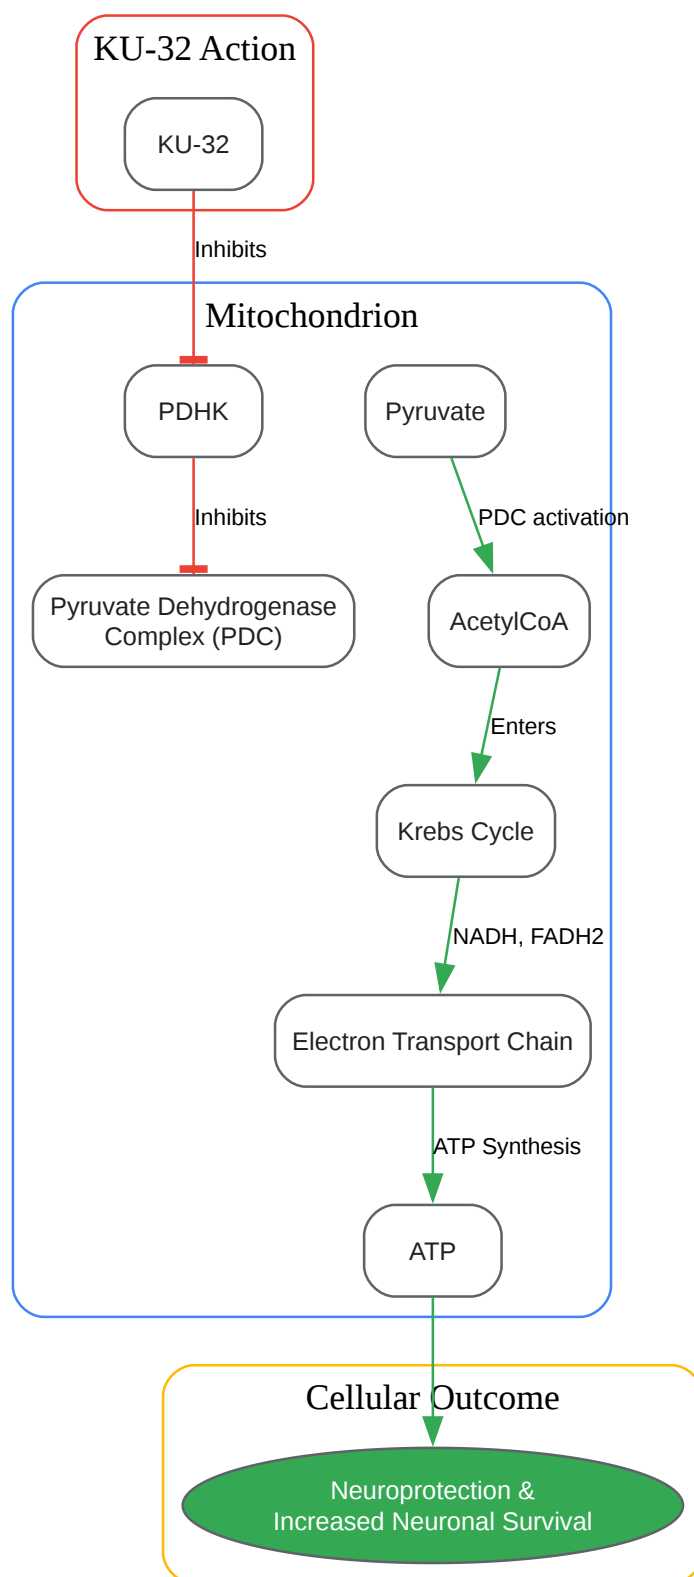 KU-32 Action
KU-32
Inhibits
Mitochondrion
PDHK
Pyruvate
Inhibits
PDC activation
Pyruvate Dehydrogenase
Complex (PDC)
AcetylCoA
Enters
Krebs Cycle
NADH, FADH2
Electron Transport Chain
ATP Synthesis
ATP
Cellular Outcome
Neuroprotection &
Increased Neuronal Survival